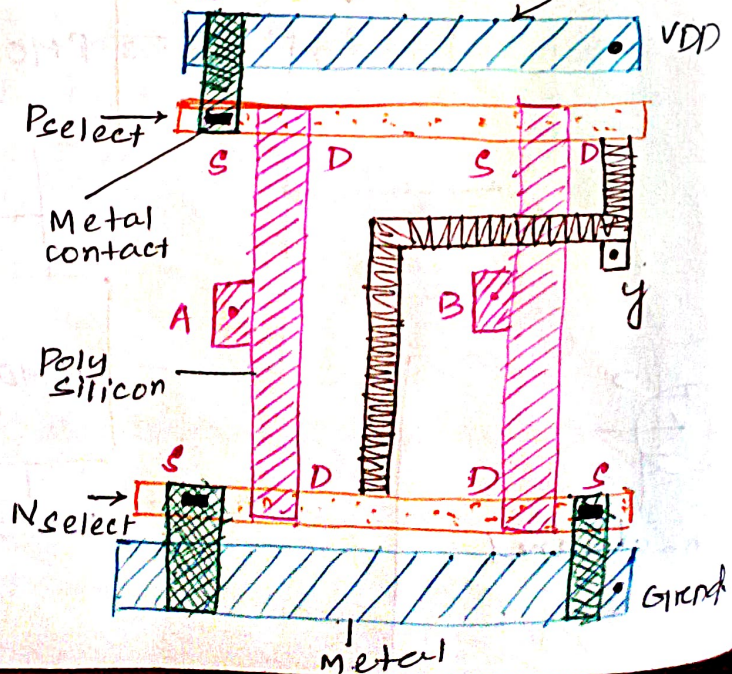 VDD
Pselect
S
D
S
D
Metal
contact
A
B
y
Poly
silicon
S
D
D
S
Nselect
Grnd
Metal